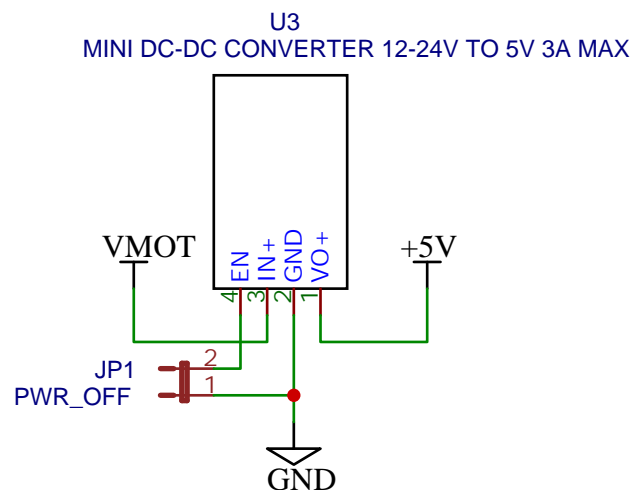 U3
MINI DC-DC CONVERTER 12-24V TO 5V 3A MAX
VMOT
EN
IN+
GND
VO+
+5V
4
3
2
1
JP1
2
PWR_OFF
1
GND